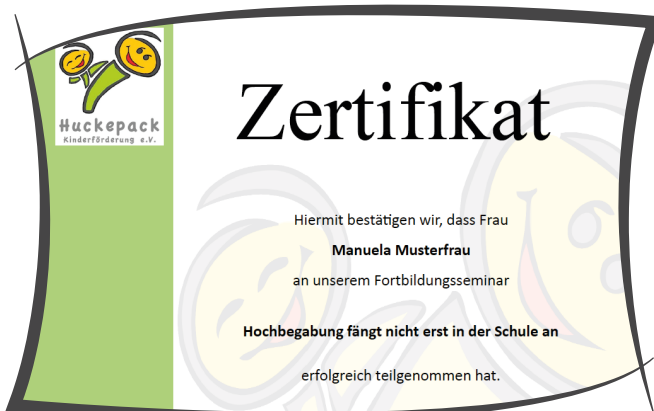 Huckepack
Kinderförderung e.V.
Zertifikat
Hiermit bestätigen wir, dass Frau
Manuela Musterfrau
an unserem Fortbildungsseminar
Hochbegabung fängt nicht erst in der Schule an
erfolgreich teilgenommen hat.